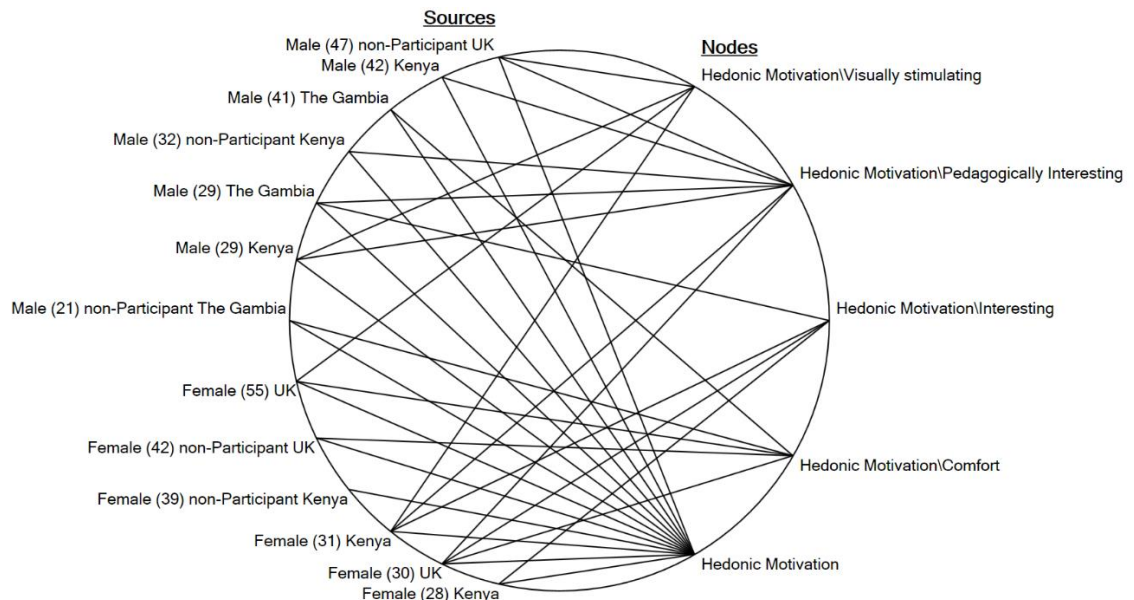 Sources
Male (47) non-Participant UK
Male (42) Kenya
Male (41) The Gambia
Male (32) non-Participant Kenya
Male (29) The Gambia
Male (29) Kenya
Male (21) non-Participant The Gambia
Female (55) UK
Female (42) non-Participant UK
Female (39) non-Participant Kenya
Female (31) Kenya
Female (30) UK
Female (28) Kenya
Nodes
Hedonic Motivation\Visually stimulating
Hedonic Motivation\Pedagogically Interesting
Hedonic Motivation\Interesting
Hedonic Motivation\Comfort
Hedonic Motivation